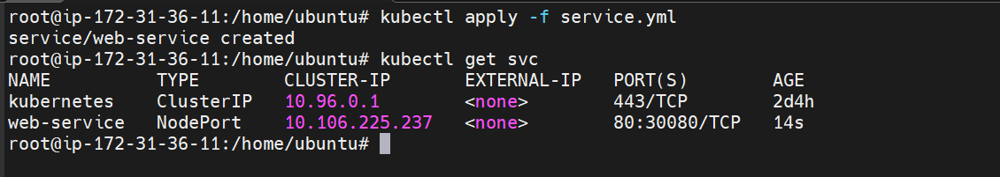 root@ip-172-31-36-11:/home/ubuntu# kubectl apply -f service.yml
service/web-service created
root@ip-172-31-36-11:/home/ubuntu# kubectl get svc
NAME          TYPE        CLUSTER-IP       EXTERNAL-IP   PORT(S)        AGE
kubernetes    ClusterIP   10.96.0.1        <none>        443/TCP        2d4h
web-service   NodePort    10.106.225.237   <none>        80:30080/TCP   14s
root@ip-172-31-36-11:/home/ubuntu#